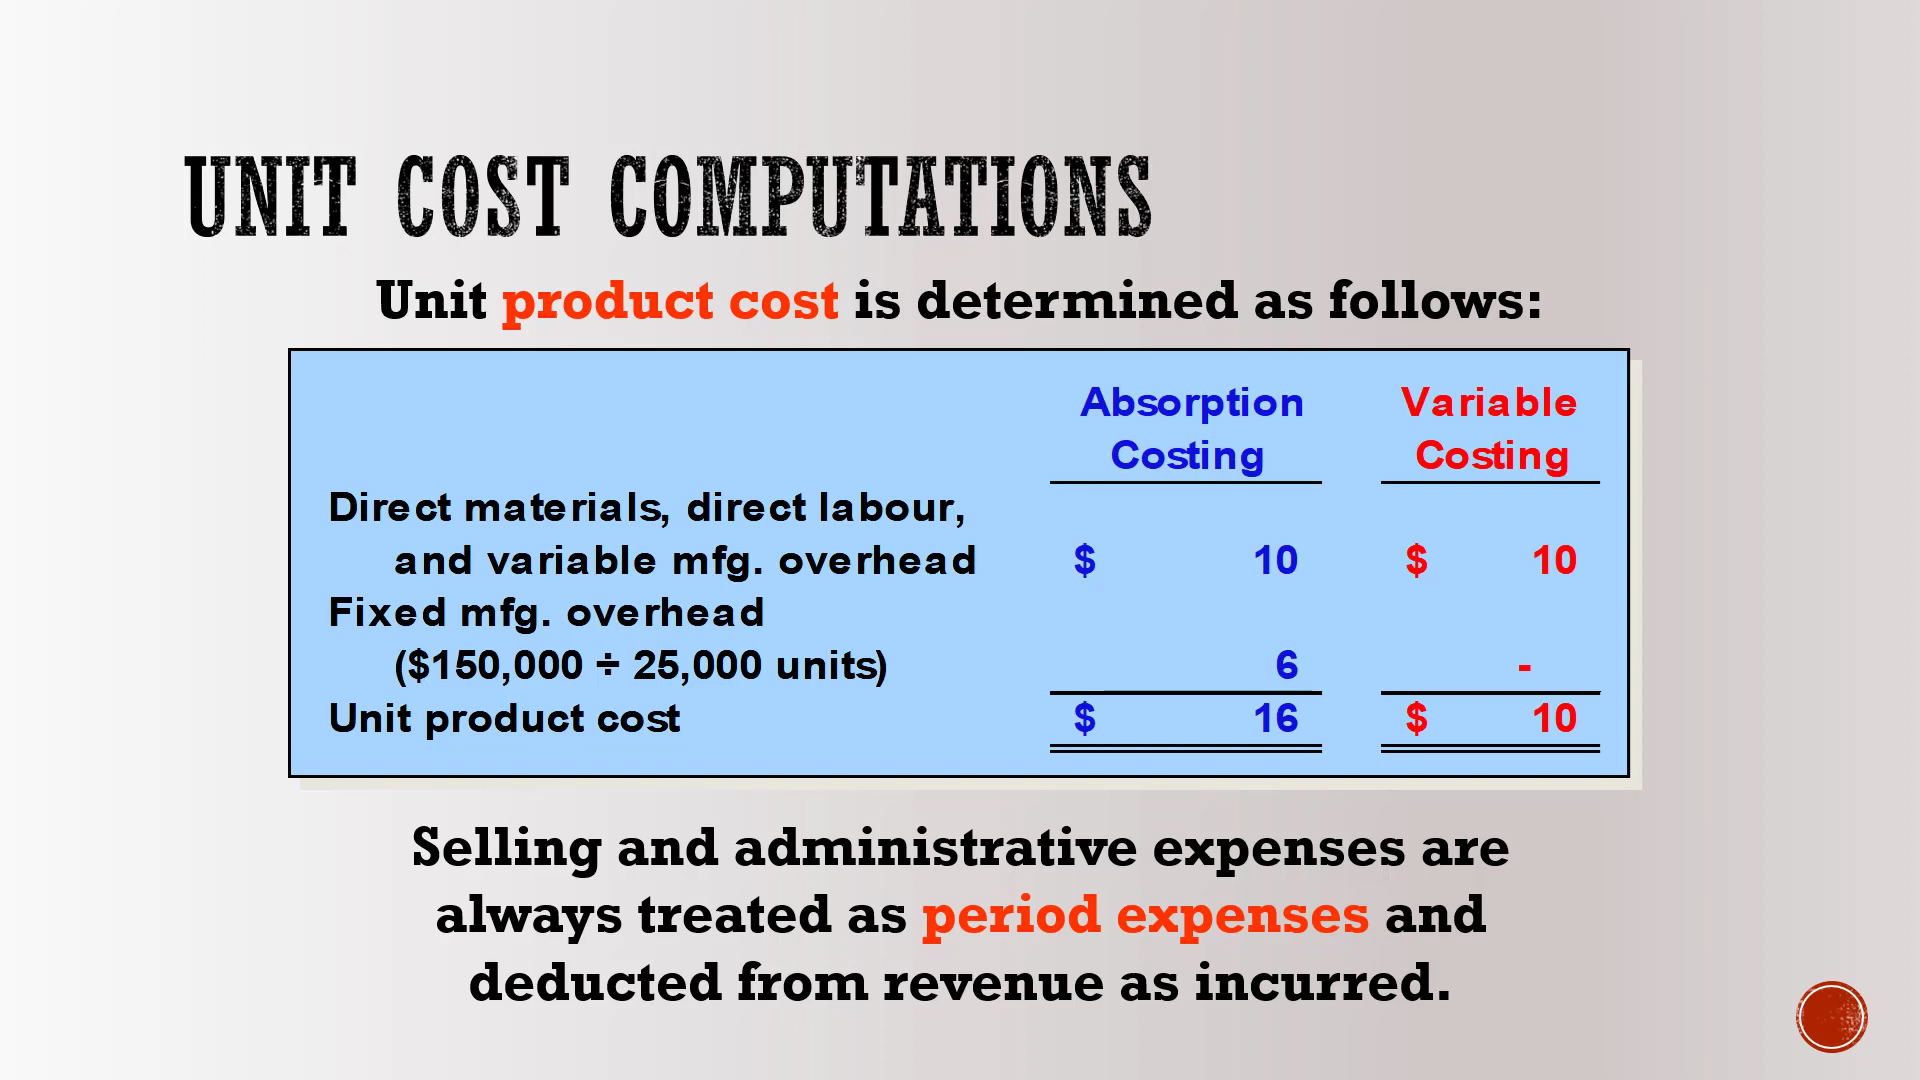 UNIT COST COMPUTATIONS
Unit product cost is determined as follows:
Absorption Variable
Costing Costing
Direct materials, direct labour,
and variable mfg. overhead $ 10 $ 10
Fixed mfg. overhead
($150,000 ÷ 25,000 units) 6 -
Unit product cost $ 16 $ 10
Selling and administrative expenses are
always treated as period expenses and
deducted from revenue as incurred.